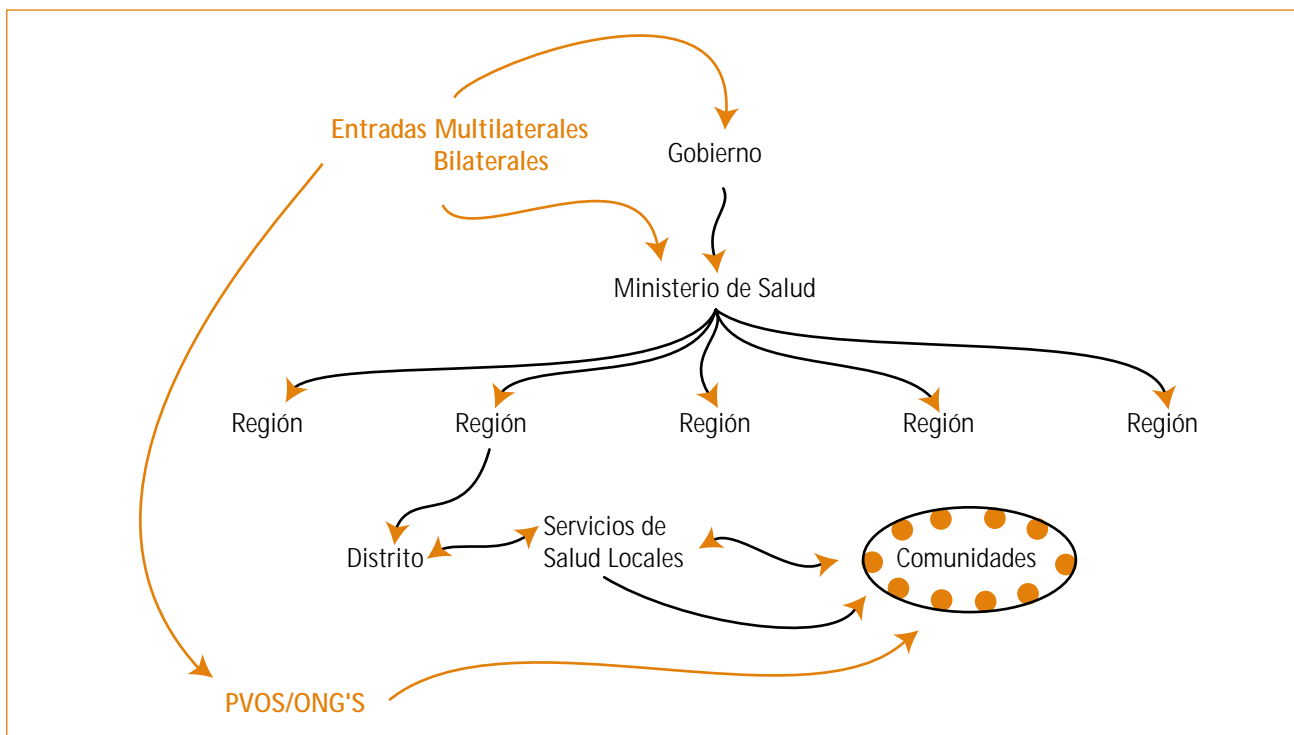 Entradas Multilaterales
Bilaterales
Gobierno
Ministerio de Salud
Región
Región
Región
Región
Región
Distrito
Servicios de
Salud Locales
Comunidades
PVOS/ONG'S